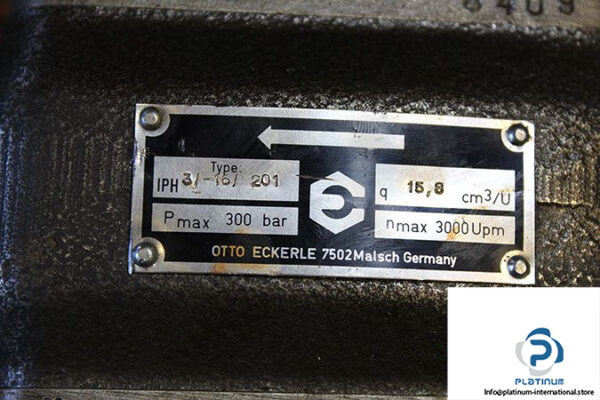 8409
Type:
IPH 3/-16/ 201
q 15,8 cm3/U
Pmax 300 bar
nmax 3000Upm
OTTO ECKERLE 7502Malsch Germany
PLATINUM
Info@platinum-international.store